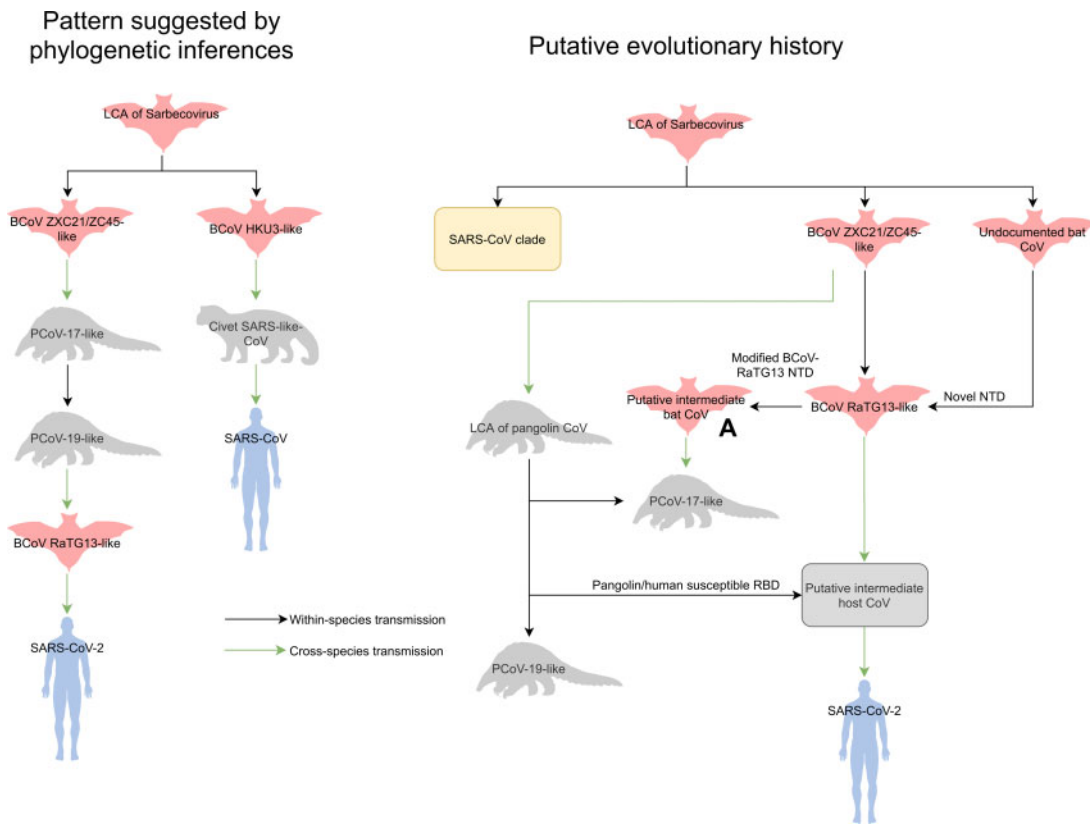 Pattern suggested by
phylogenetic inferences
LCA of Sarbecovirus
BCoV ZXC21/ZC45-
like
BCoV HKU3-like
PCoV-17-like
Civet SARS-like-
CoV
PCoV-19-like
SARS-CoV
BCoV RaTG13-like
SARS-CoV-2
Within-species transmission
Cross-species transmission
Putative evolutionary history
LCA of Sarbecovirus
SARS-CoV clade
BCoV ZXC21/ZC45-
like
Undocumented bat
CoV
Modified BCoV-
RaTG13 NTD
Putative intermediate
bat CoV
A
BCoV RaTG13-like
Novel NTD
LCA of pangolin CoV
PCoV-17-like
Pangolin/human susceptible RBD
Putative intermediate
host CoV
PCoV-19-like
SARS-CoV-2